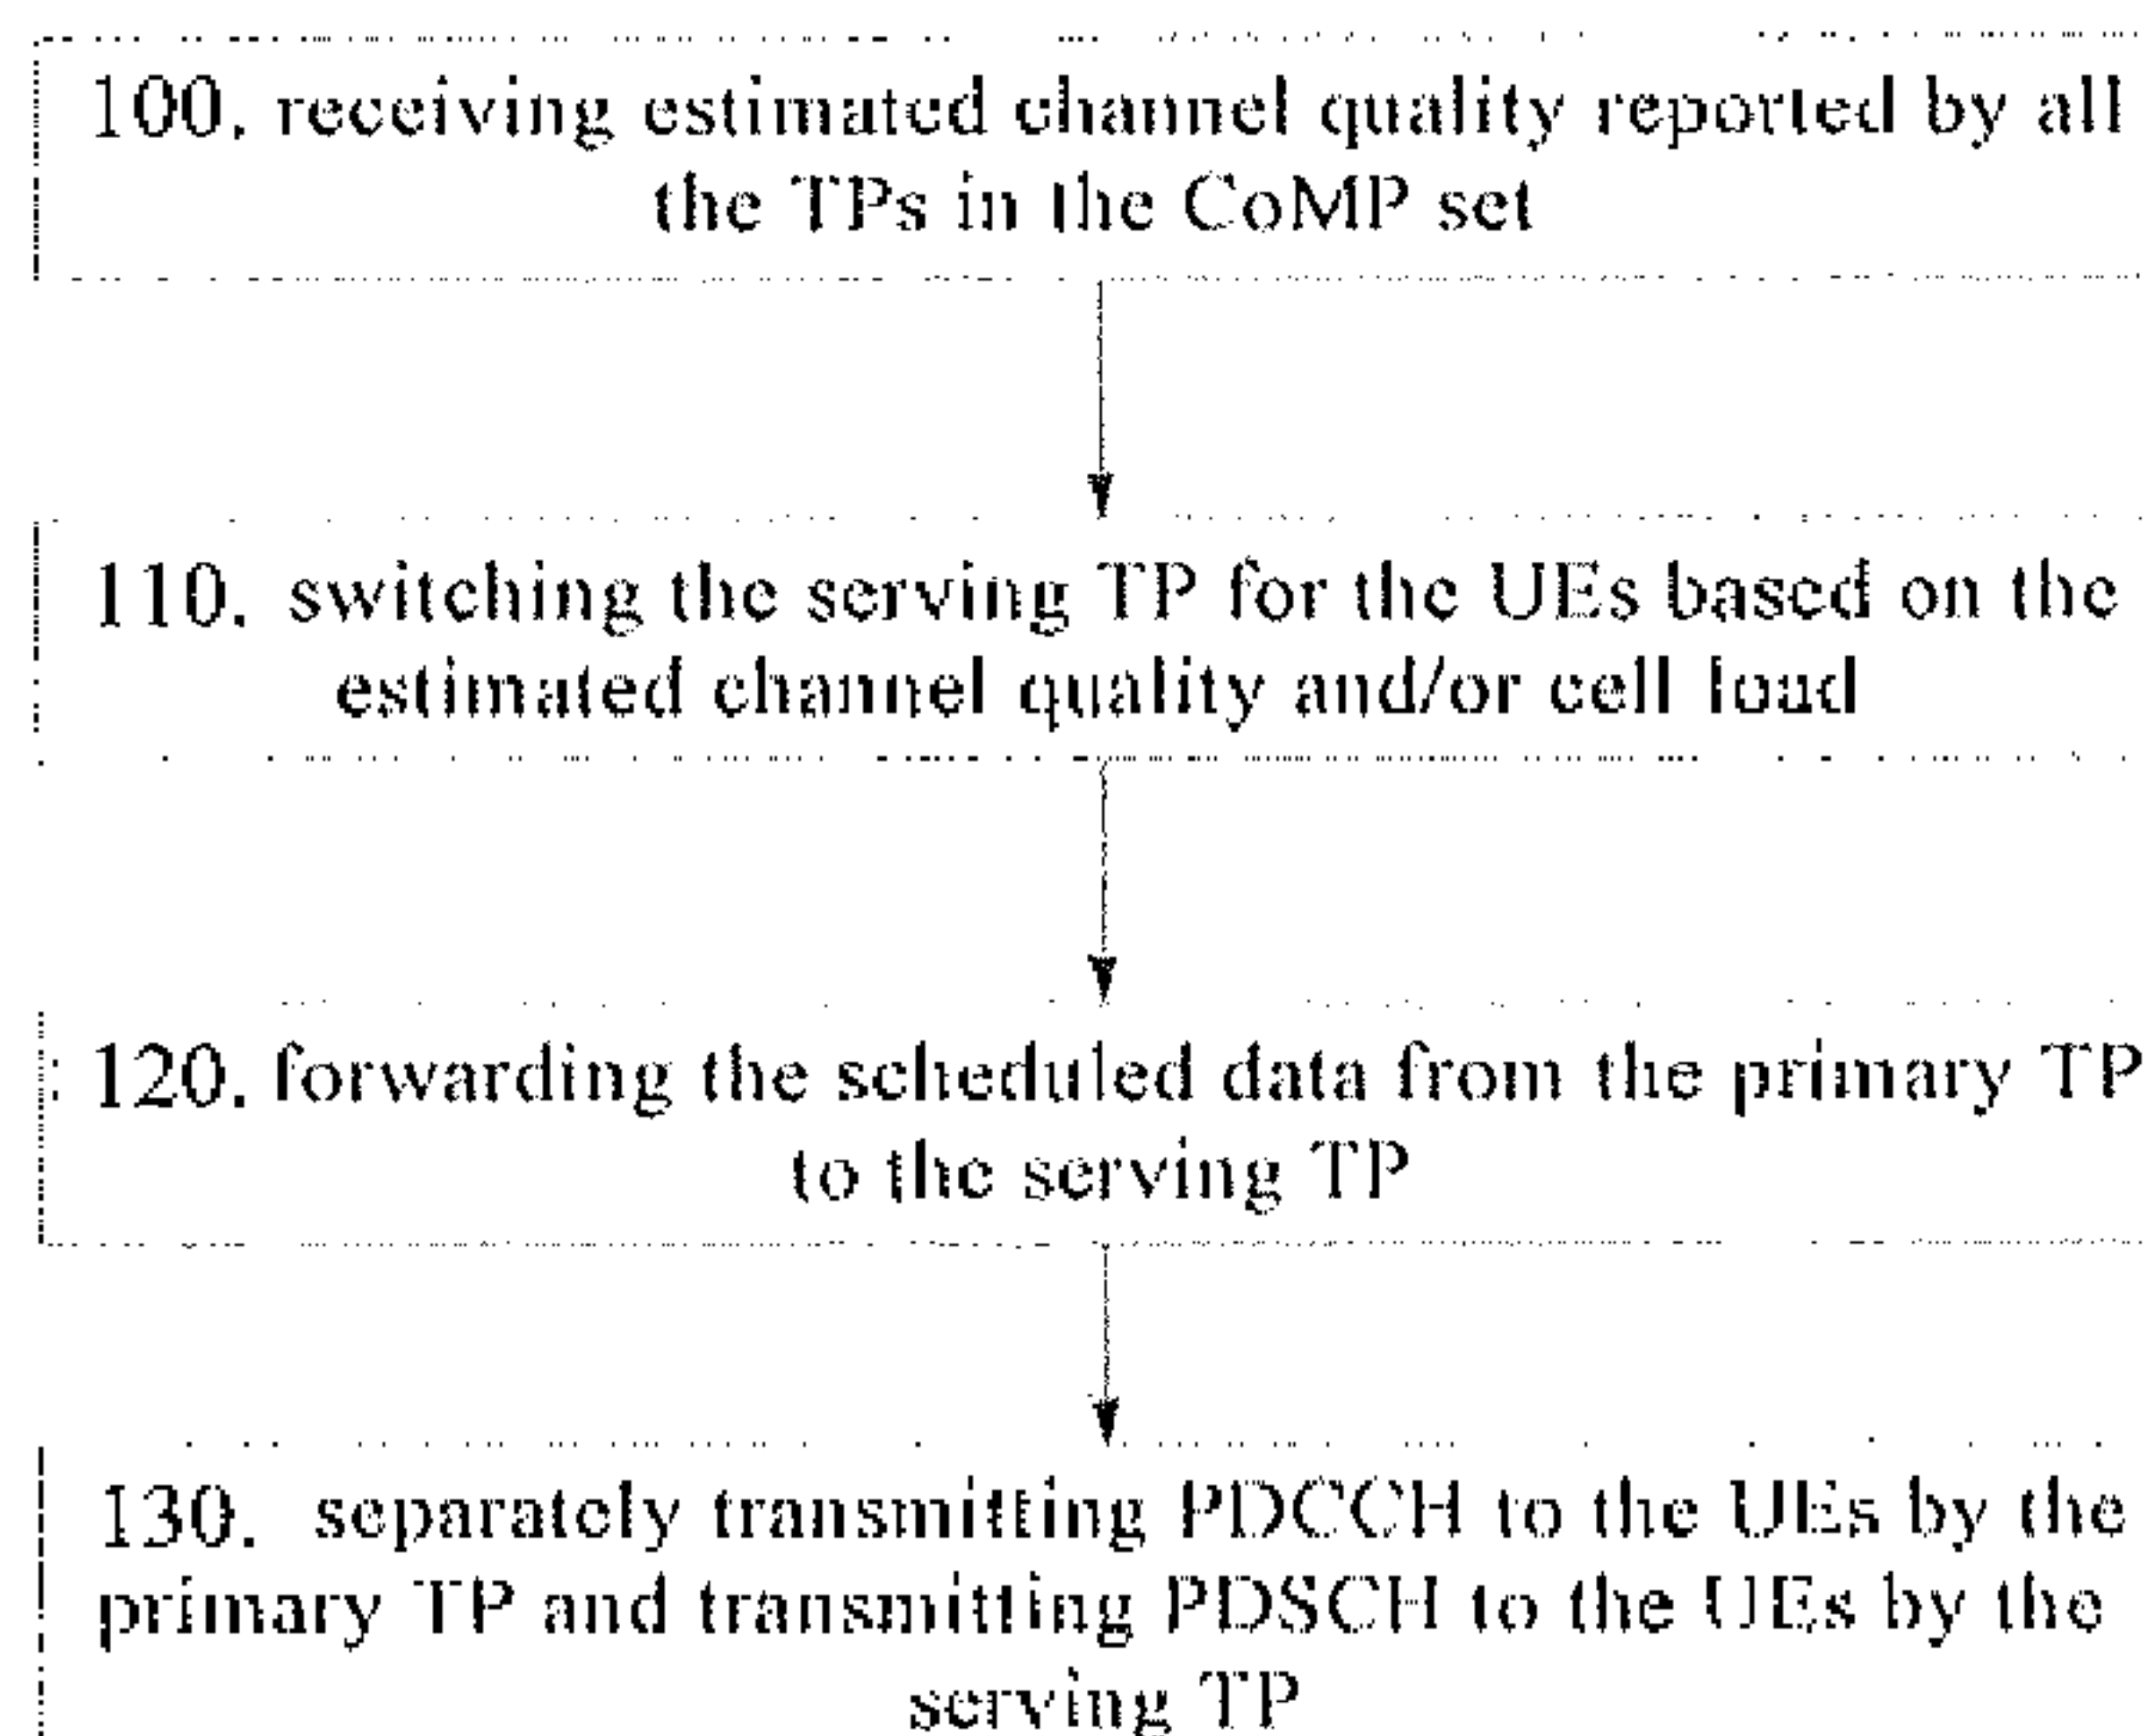 100. receiving estimated channel quality reported by all
the TPs in the CoMP set
110. switching the serving TP for the UEs based on the
estimated channel quality and/or cell load
120. forwarding the scheduled data from the primary TP
to the serving TP
130. separately transmitting PDCCH to the UEs by the
primary TP and transmitting PDSCH to the UEs by the
serving TP